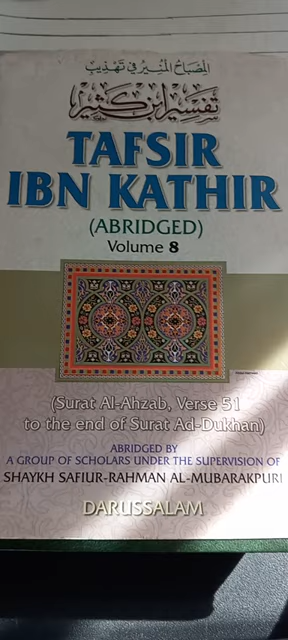 المصباح المنير في تهذيب
تفسير ابن كثير
TAFSIR
IBN KATHIR
(ABRIDGED)
Volume 8
(Surat Al-Ahzab, Verse 51
to the end of Surat Ad-Dukhan)
ABRIDGED BY
A GROUP OF SCHOLARS UNDER THE SUPERVISION OF
SHAYKH SAFIUR-RAHMAN AL-MUBARAKPURI
DARUSSALAM